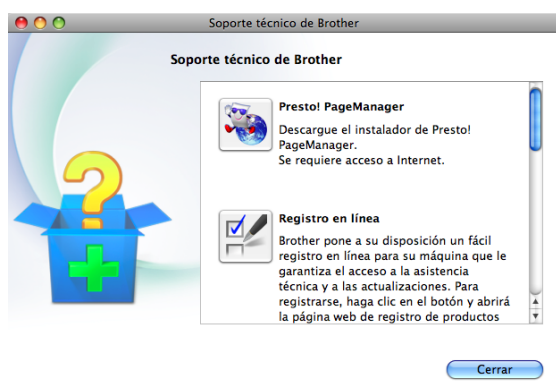 Soporte técnico de Brother
Soporte técnico de Brother
Presto! PageManager
Descargue el instalador de Presto!
PageManager.
Se requiere acceso a Internet.
Registro en línea
Brother pone a su disposición un fácil
registro en línea para su máquina que le
garantiza el acceso a la asistencia
técnica y a las actualizaciones. Para
registrarse, haga clic en el botón y abrirá
la página web de registro de productos
Cerrar